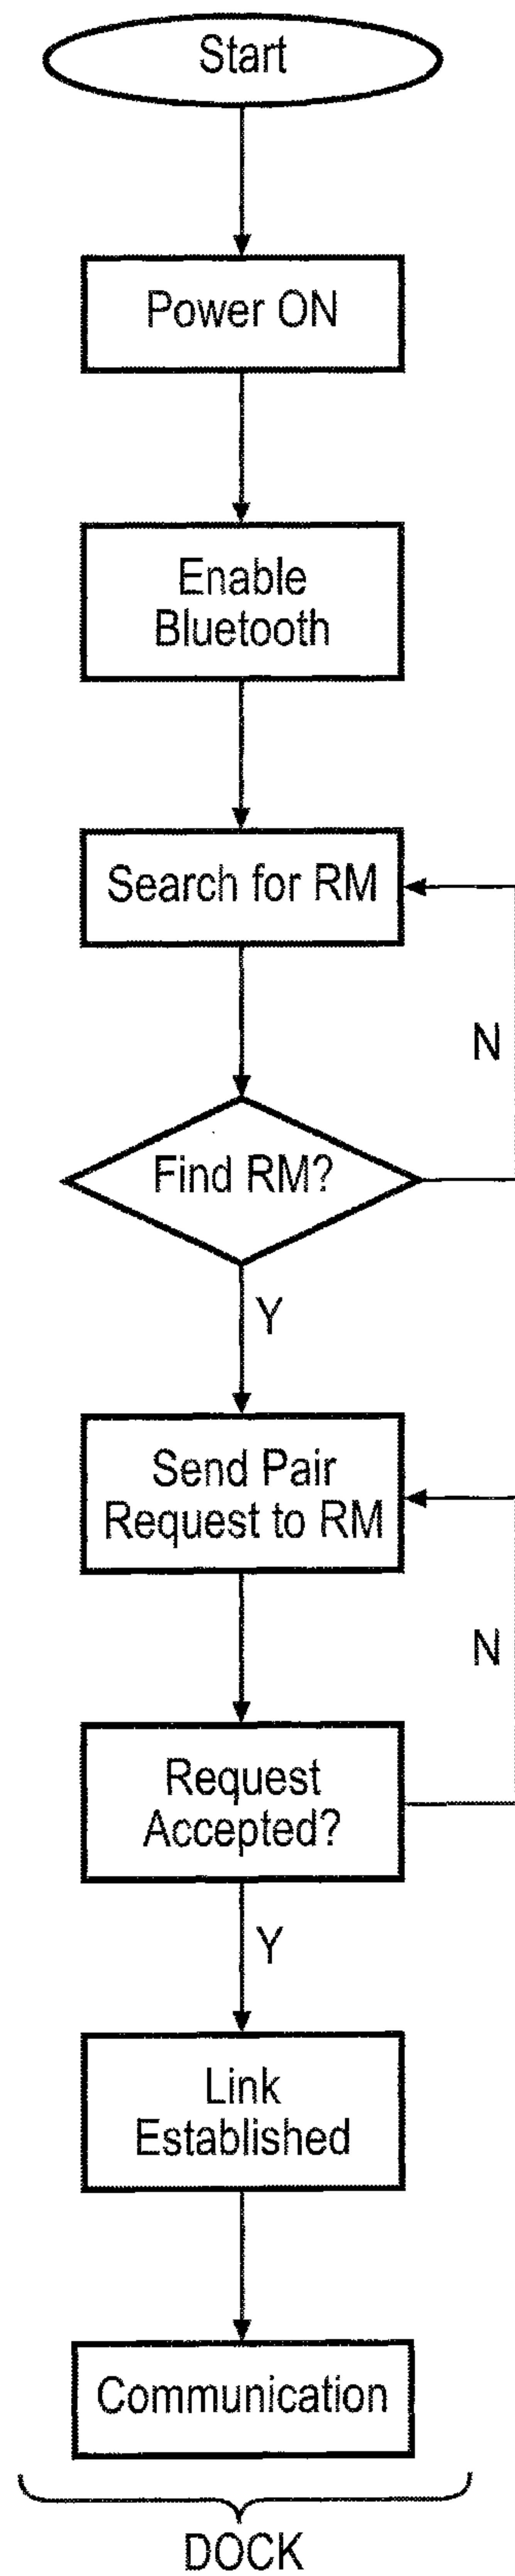 Start
Power ON
Enable
Bluetooth
Search for RM
N
Find RM?
Y
Send Pair
Request to RM
N
Request
Accepted?
Y
Link
Established
Communication
DOCK